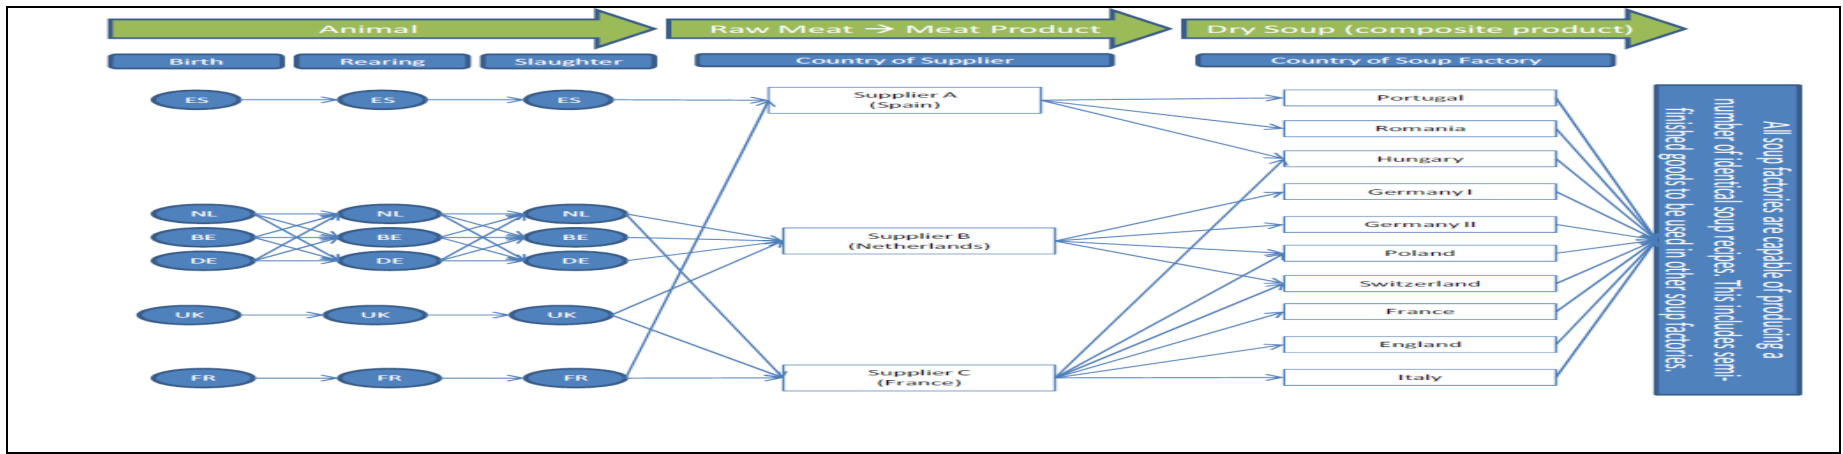 Animal
Raw Meat → Meat Product
Dry Soup (composite product)
Birth
Rearing
Slaughter
Country of Supplier
Country of Soup Factory
ES
ES
ES
Supplier A
(Spain)
Portugal
Romania
Hungary
Germany I
NL
NL
NL
BE
BE
BE
DE
DE
DE
Supplier B
(Netherlands)
Germany II
Poland
Switzerland
UK
UK
UK
France
England
FR
FR
FR
Supplier C
(France)
Italy
All soup factories are capable of producing a
number of identical soup recipes. This includes semi-
finished goods to be used in other soup factories.